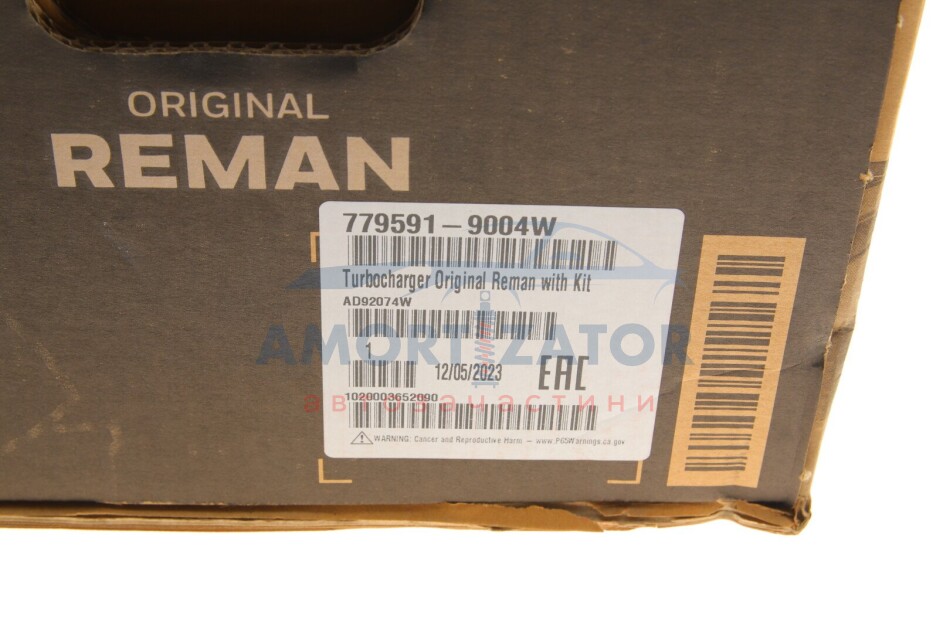 ORIGINAL
REMAN
779591-9004W
Turbocharger Original Reman with Kit
AD92074W
AMORTIZATOR
1
12/05/2023
EAC
1020003652090
автозапчастини
WARNING: Cancer and Reproductive Harm - www.P65Warnings.ca.gov